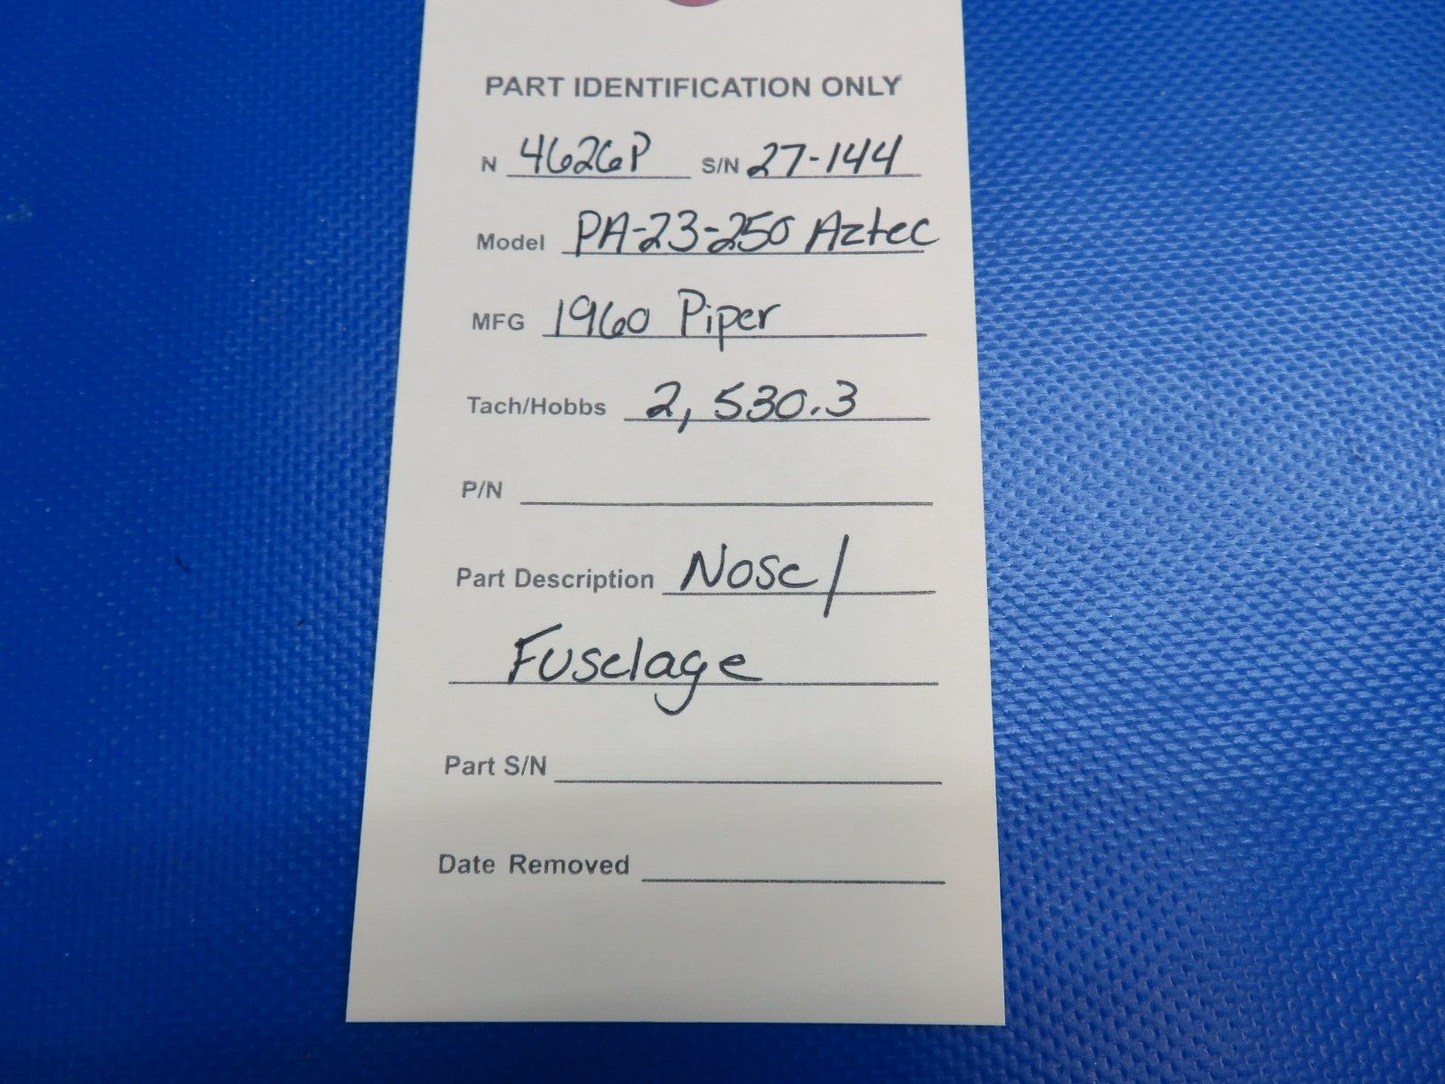 PART IDENTIFICATION ONLY
N 4626P S/N 27-144
Model PA-23-250 Aztec
MFG 1960 Piper
Tach/Hobbs 2,530.3
P/N
Part Description Nose/
Fuselage
Part S/N
Date Removed